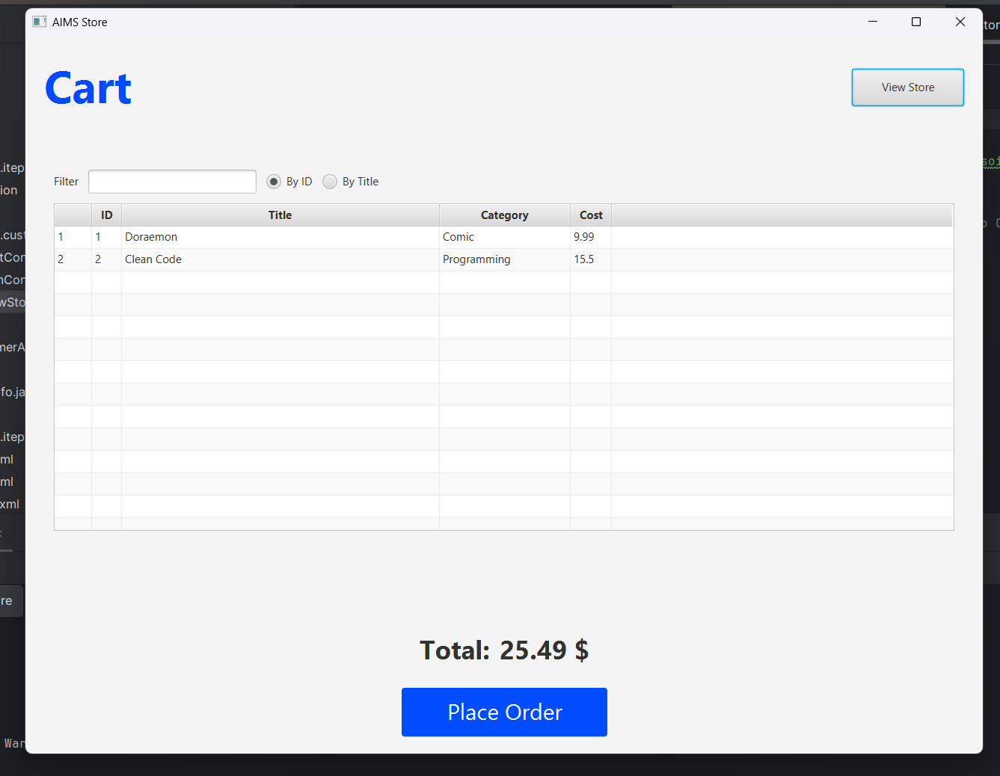 AIMS Store
Cart
View Store
Filter By ID By Title
ID Title Category Cost
1 1 Doraemon Comic 9.99
2 2 Clean Code Programming 15.5
Total: 25.49 $
Place Order
.itep
ion
.cust
tCon
nCon
wSto
merA
fo.ja
.itep
ml
ml
xml
re
War
tor
soi